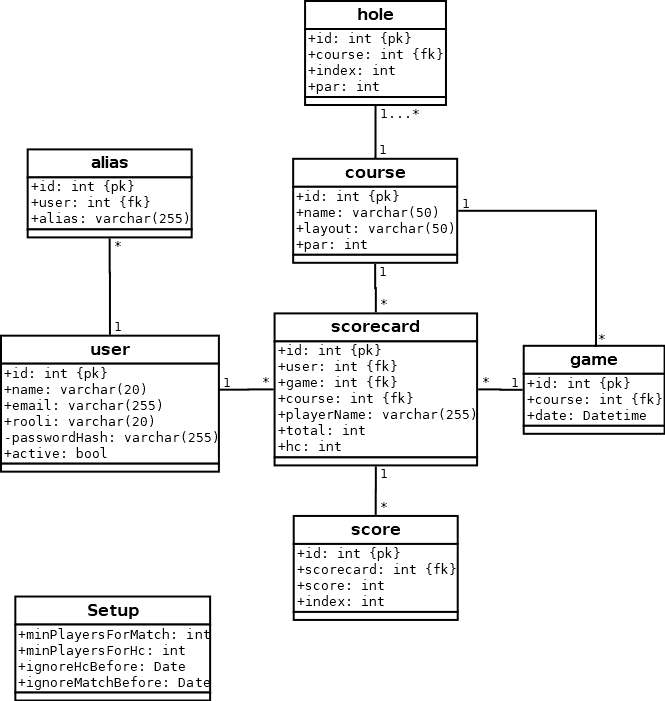 hole
+id: int {pk}
+course: int {fk}
+index: int
+par: int
1...*
1
alias
+id: int {pk}
+user: int {fk}
+alias: varchar(255)
*
1
course
+id: int {pk}
+name: varchar(50)
+layout: varchar(50)
+par: int
1
*
1
*
user
+id: int {pk}
+name: varchar(20)
+email: varchar(255)
+rooli: varchar(20)
-passwordHash: varchar(255)
+active: bool
1
*
scorecard
+id: int {pk}
+user: int {fk}
+game: int {fk}
+course: int {fk}
+playerName: varchar(255)
+total: int
+hc: int
*
1
game
+id: int {pk}
+course: int {fk}
+date: Datetime
1
*
score
+id: int {pk}
+scorecard: int {fk}
+score: int
+index: int
Setup
+minPlayersForMatch: int
+minPlayersForHc: int
+ignoreHcBefore: Date
+ignoreMatchBefore: Date